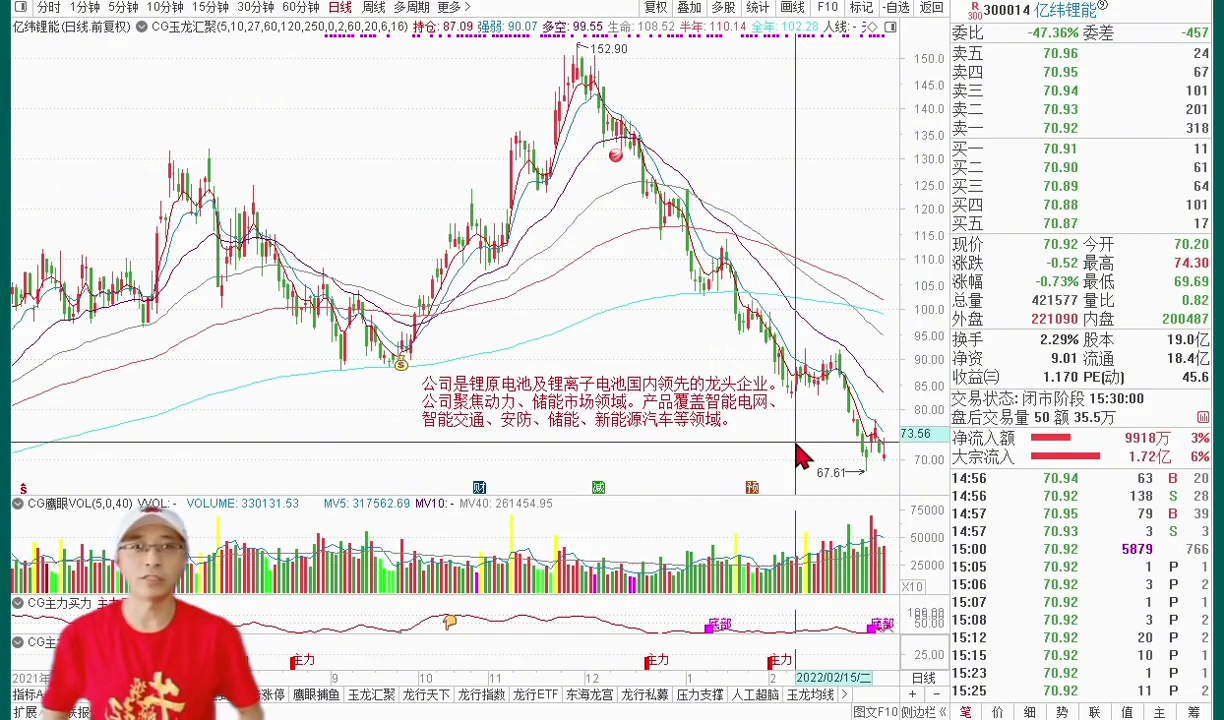 分时 1分钟 5分钟 10分钟 15分钟 30分钟 60分钟 日线 周线 多周期 更多>
复权 叠加 多股 统计 画线 F10 标记 -自选 返回
亿纬锂能(日线.前复权) CG玉龙汇聚(5,10,27,60,120,250,0,2,60,20,6,16) 持仓: 87.09 强弱: 90.07 多空: 99.55 生命: 108.52 半年: 110.14 全年: 102.28 人线: -
152.90
150.0
145.0
140.0
135.0
130.0
125.0
120.0
115.0
110.0
105.0
100.0
95.00
90.00
85.00
80.00
73.56
70.00
公司是锂原电池及锂离子电池国内领先的龙头企业。
公司聚焦动力、储能市场领域。产品覆盖智能电网、
智能交通、安防、储能、新能源汽车等领域。
67.61
$
财
减
预
CG鹰眼VOL(5,0,40) VVOL: - VOLUME: 330131.53 MV5: 317562.69 MV10: - MV40: 261454.95
75000
50000
25000
X10
CG主力买力
100.00
50.00
底部
底部
CG主
25.00
主力
主力
主力
2021年
9
10
11
12
1
2
2022/02/15/二
日线
指标A
涨停 鹰眼捕鱼 玉龙汇聚 龙行天下 龙行指数 龙行ETF 东海龙宫 龙行私募 压力支撑 人工超脑 玉龙均线
+ -
扩展
联报
图文F10 侧边栏《
R
300
300014 亿纬锂能
委比 -47.36% 委差 -457
卖五 70.96 24
卖四 70.95 67
卖三 70.94 101
卖二 70.93 201
卖一 70.92 318
买一 70.91 11
买二 70.90 61
买三 70.89 64
买四 70.88 101
买五 70.87 17
现价 70.92 今开 70.20
涨跌 -0.52 最高 74.30
涨幅 -0.73% 最低 69.69
总量 421577 量比 0.82
外盘 221090 内盘 200487
换手 2.29% 股本 19.0亿
净资 9.01 流通 18.4亿
收益(三) 1.170 PE(动) 45.6
交易状态: 闭市阶段 15:30:00
盘后交易量 50 额 35.5万
净流入额 9918万 3%
大宗流入 1.72亿 6%
14:56 70.94 63 B 20
14:56 70.92 138 S 28
14:57 70.95 79 B 39
14:57 70.93 3 S 3
15:00 70.92 5879 766
15:05 70.92 1 P 1
15:06 70.92 3 P 2
15:07 70.92 1 P 1
15:08 70.92 3 P 2
15:12 70.92 20 P 2
15:15 70.92 10 P 1
15:23 70.92 1 P 1
15:25 70.92 11 P 2
笔 价 细 势 联 值 主 筹